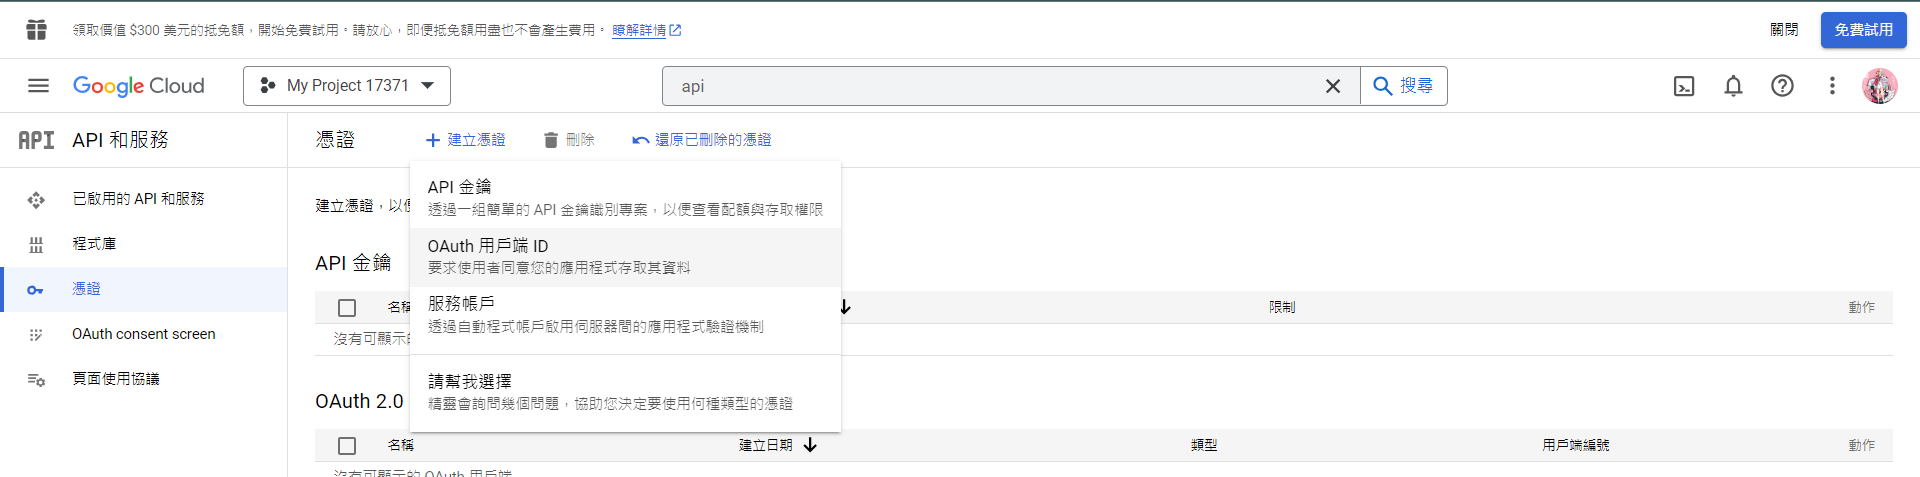 領取價值 $300 美元的抵免額，開始免費試用。請放心，即便抵免額用盡也不會產生費用。 瞭解詳情
關閉
免費試用
Google Cloud
My Project 17371
api
搜尋
API API 和服務
憑證
建立憑證
刪除
還原已刪除的憑證
已啟用的 API 和服務
程式庫
憑證
OAuth consent screen
頁面使用協議
建立憑證，以
API 金鑰
透過一組簡單的 API 金鑰識別專案，以便查看配額與存取權限
OAuth 用戶端 ID
要求使用者同意您的應用程式存取其資料
服務帳戶
透過自動程式帳戶啟用伺服器間的應用程式驗證機制
請幫我選擇
精靈會詢問幾個問題，協助您決定要使用何種類型的憑證
API 金鑰
名稱
限制
動作
沒有可顯示的
OAuth 2.0
名稱
建立日期
類型
用戶端編號
動作
沒有可顯示的 OAuth 用戶端